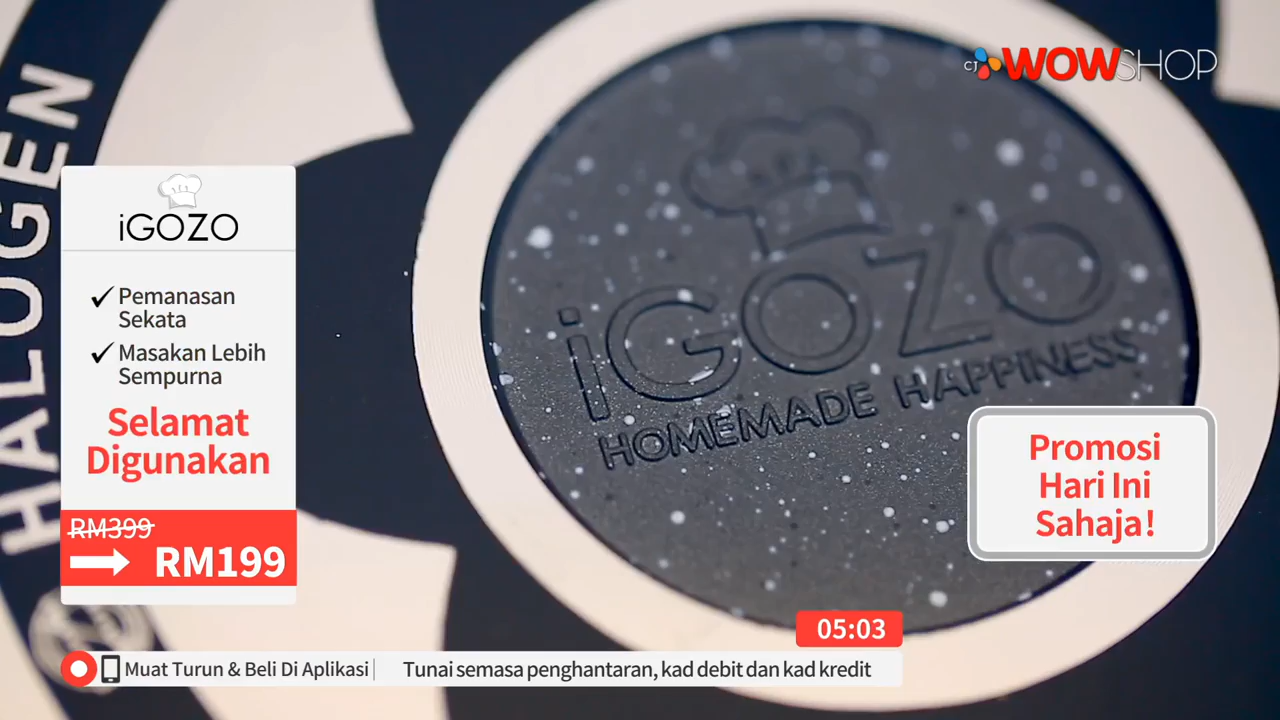 CJ WOWSHOP
HALOGEN
iGOZO
Pemanasan
Sekata
Masakan Lebih
Sempurna
Selamat
Digunakan
RM399
RM199
iGOZO
HOMEMADE HAPPINESS
Promosi
Hari Ini
Sahaja!
05:03
Muat Turun & Beli Di Aplikasi
Tunai semasa penghantaran, kad debit dan kad kredit